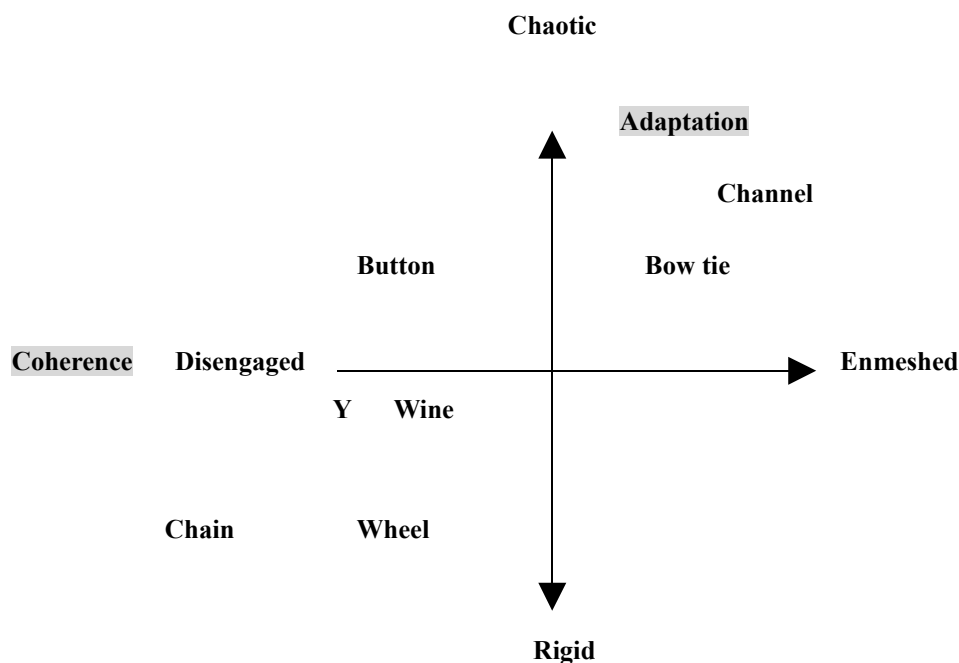 Chaotic
Adaptation
Channel
Button Bow tie
Coherence Disengaged Enmeshed
Y Wine
Chain Wheel
Rigid